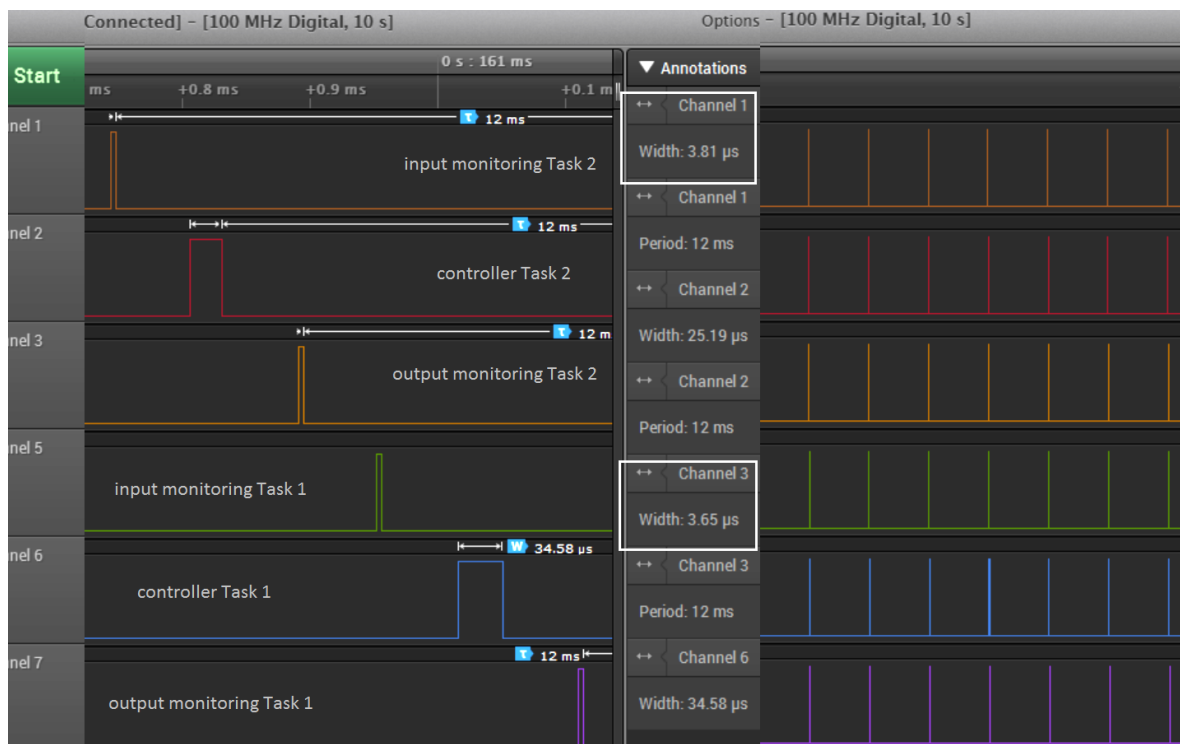 Connected] – [100 MHz Digital, 10 s]
Options – [100 MHz Digital, 10 s]
Start
0 s : 161 ms
ms +0.8 ms +0.9 ms +0.1 m
Annotations
nel 1
12 ms
input monitoring Task 2
Channel 1
Width: 3.81 µs
Channel 1
nel 2
12 ms
controller Task 2
Period: 12 ms
Channel 2
nel 3
12 m
output monitoring Task 2
Width: 25.19 µs
Channel 2
Period: 12 ms
nel 5
input monitoring Task 1
Channel 3
Width: 3.65 µs
nel 6
W 34.58 µs
controller Task 1
Channel 3
Period: 12 ms
nel 7
12 ms
output monitoring Task 1
Channel 6
Width: 34.58 µs